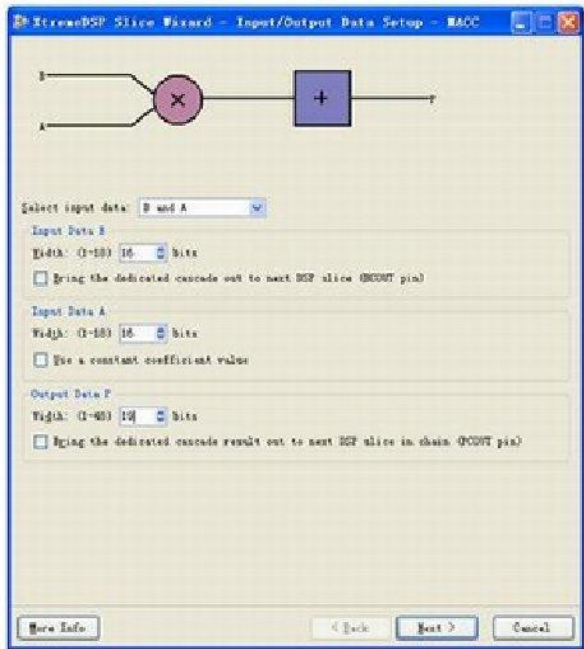 XtremeDSP Slice Wizard - Input/Output Data Setup - MACC
B
×
+
P
A
Select input data: B and A
Input Data B
Width: (1-18) 16 bits
Bring the dedicated cascade out to next DSP slice (BCOUT pin)
Input Data A
Width: (1-18) 16 bits
Use a constant coefficient value
Output Data P
Width: (1-48) 19 bits
Bring the dedicated cascade result out to next DSP slice in chain (PCOUT pin)
More Info
< Back
Next >
Cancel